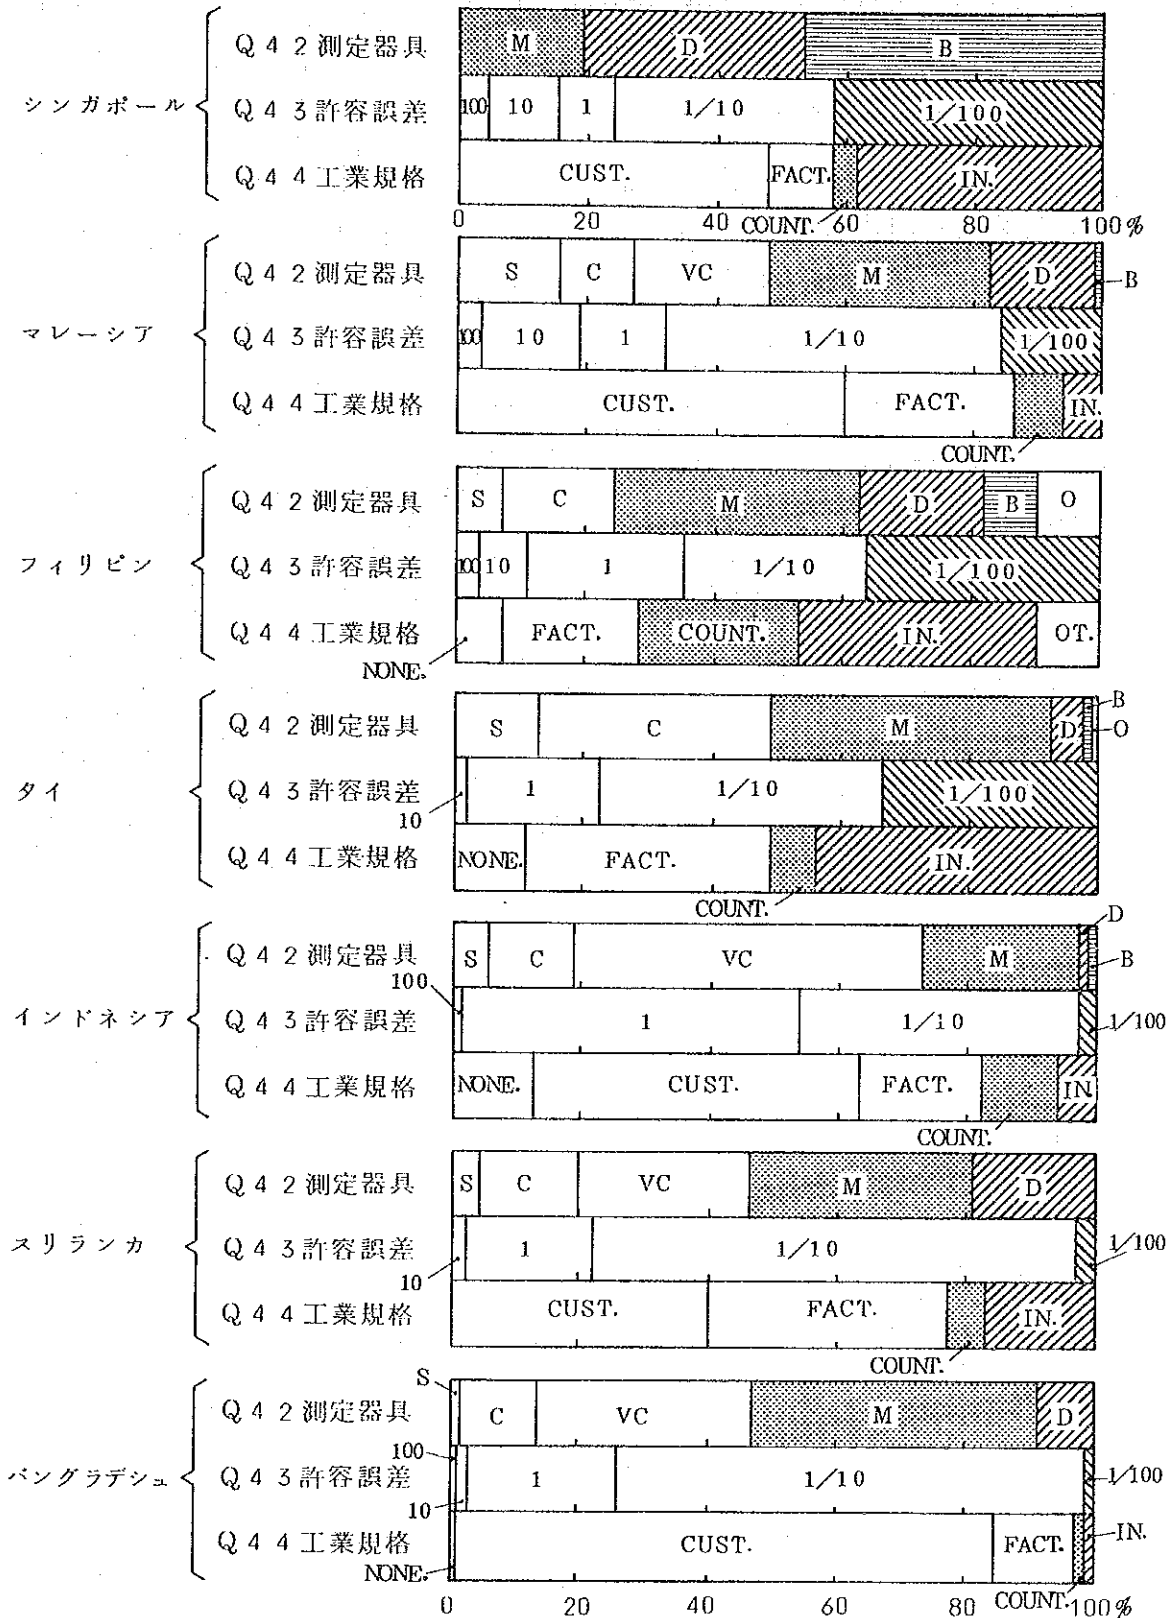 Q42測定器具 M D B
シンガポール Q43許容誤差 100 10 1 1/10 1/100
Q44工業規格 CUST. FACT. IN.
0 20 40 COUNT. 60 80 100%
Q42測定器具 S C VC M D B
マレーシア Q43許容誤差 100 10 1 1/10 1/100
Q44工業規格 CUST. FACT. IN.
COUNT.
Q42測定器具 S C M D B O
フィリピン Q43許容誤差 100 10 1 1/10 1/100
Q44工業規格 FACT. COUNT. IN. OT.
NONE.
Q42測定器具 S C M D B O
タイ Q43許容誤差 10 1 1/10 1/100
Q44工業規格 NONE. FACT. IN.
COUNT.
Q42測定器具 S C VC M D B
インドネシア Q43許容誤差 100 1 1/10 1/100
Q44工業規格 NONE. CUST. FACT. IN.
COUNT.
Q42測定器具 S C VC M D
スリランカ Q43許容誤差 10 1 1/10 1/100
Q44工業規格 CUST. FACT. IN.
COUNT.
S
Q42測定器具 C VC M D
バングラデシュ Q43許容誤差 100 10 1 1/10 1/100
Q44工業規格 CUST. FACT. IN.
NONE. COUNT.
0 20 40 60 80 100%